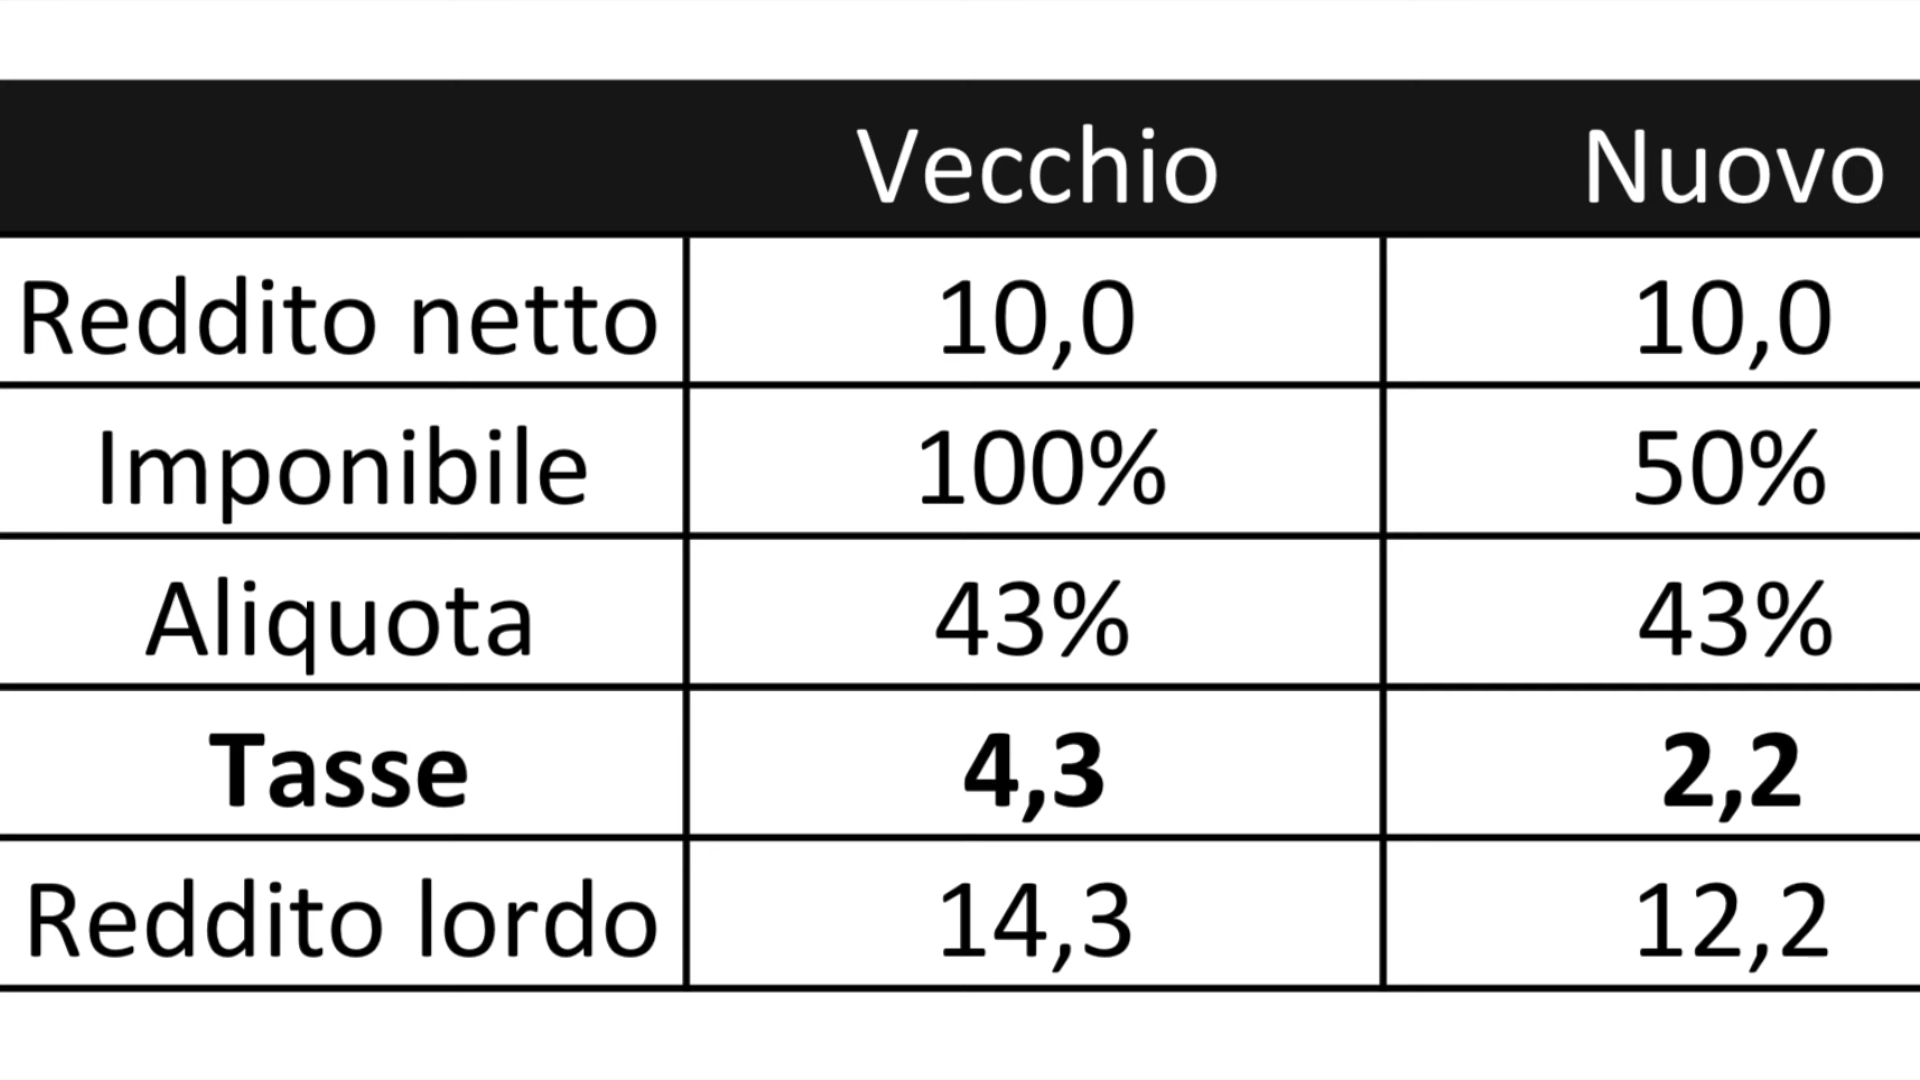 Vecchio Nuovo
Reddito netto 10,0 10,0
Imponibile 100% 50%
Aliquota 43% 43%
Tasse 4,3 2,2
Reddito lordo 14,3 12,2